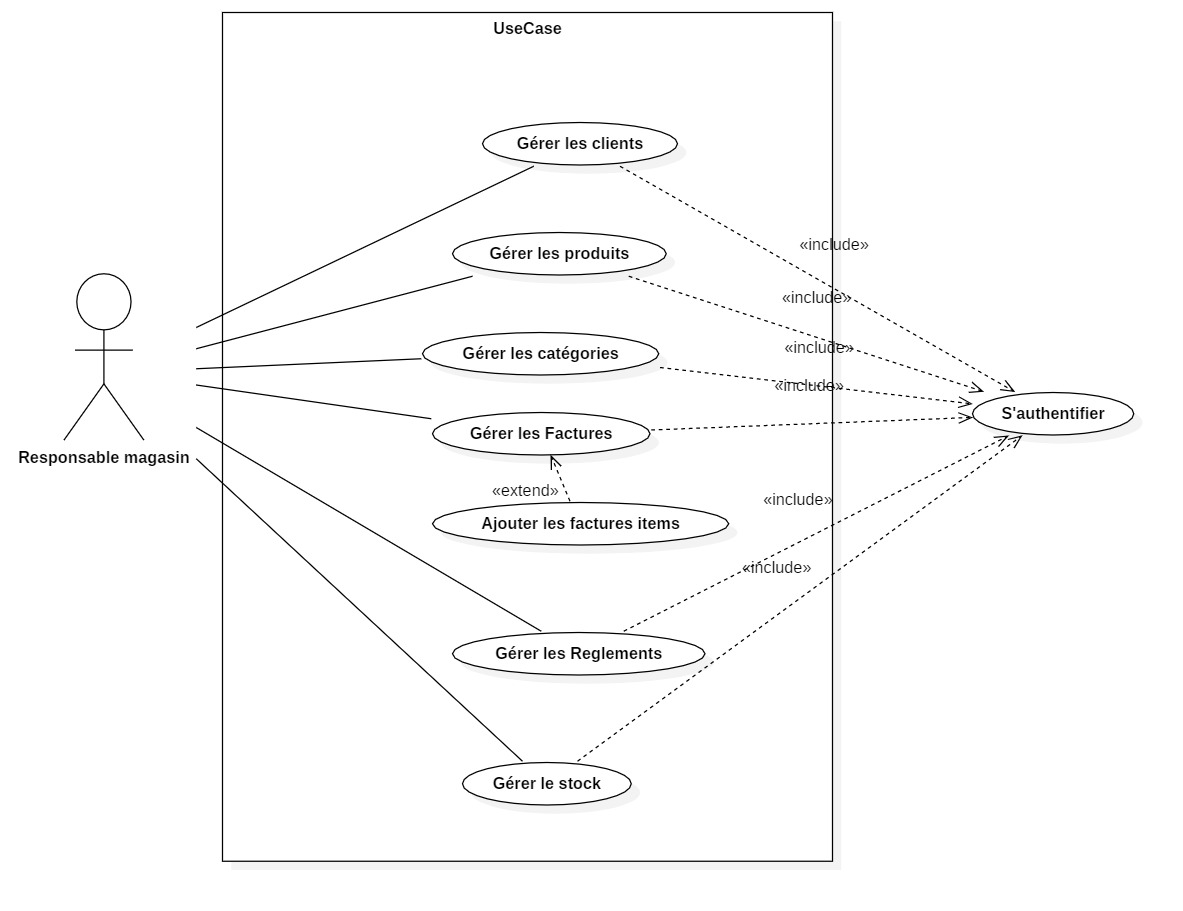 UseCase
Gérer les clients
«include»
Gérer les produits
«include»
Gérer les catégories
«include»
«include»
S'authentifier
Gérer les Factures
Responsable magasin
«extend»
«include»
Ajouter les factures items
«include»
Gérer les Reglements
Gérer le stock